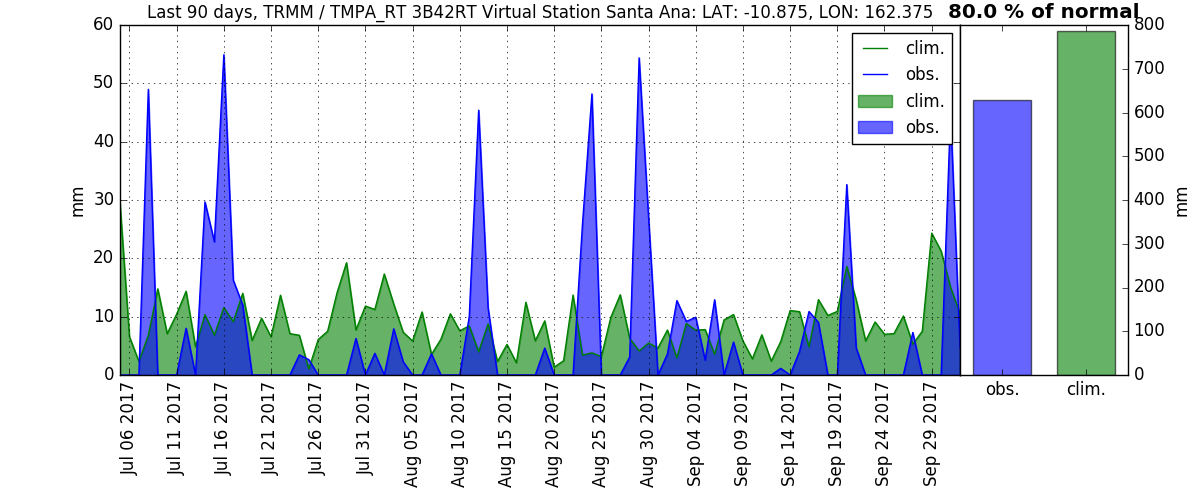 Last 90 days, TRMM / TMPA_RT 3B42RT Virtual Station Santa Ana: LAT: -10.875, LON: 162.375
80.0 % of normal
60
50
40
30
20
10
0
mm
clim.
obs.
clim.
obs.
800
700
600
500
400
300
200
100
0
mm
Jul 06 2017
Jul 11 2017
Jul 16 2017
Jul 21 2017
Jul 26 2017
Jul 31 2017
Aug 05 2017
Aug 10 2017
Aug 15 2017
Aug 20 2017
Aug 25 2017
Aug 30 2017
Sep 04 2017
Sep 09 2017
Sep 14 2017
Sep 19 2017
Sep 24 2017
Sep 29 2017
obs.
clim.